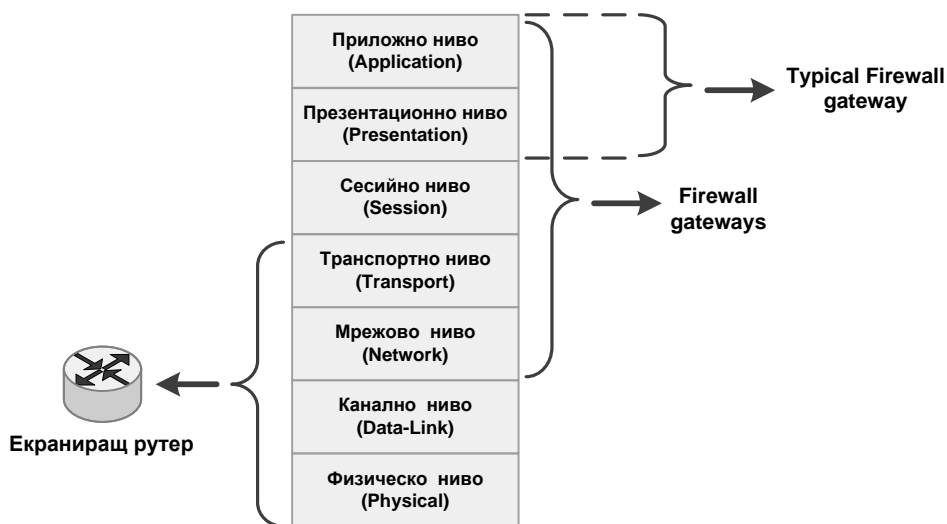 Приложно ниво
(Application)
Презентационно ниво
(Presentation)
Сесийно ниво
(Session)
Транспортно ниво
(Transport)
Мрежово ниво
(Network)
Канално ниво
(Data-Link)
Физическо ниво
(Physical)
Typical Firewall
gateway
Firewall
gateways
Екраниращ рутер